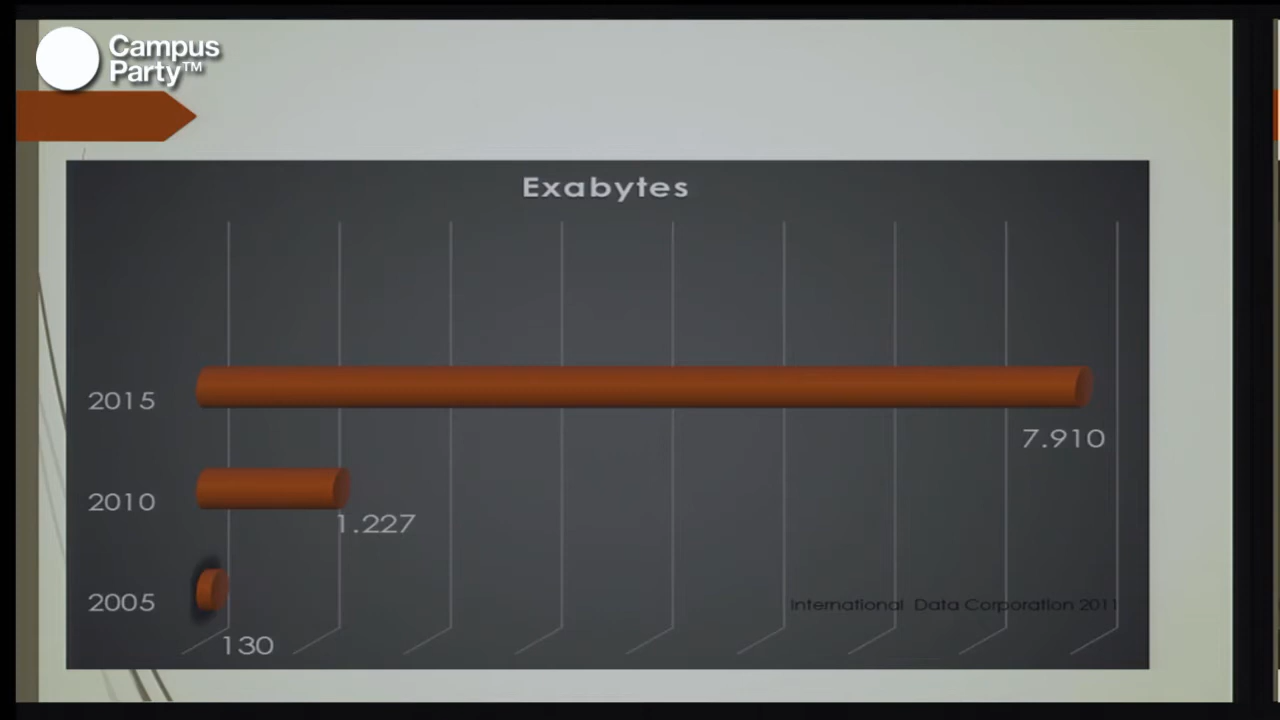 Campus
Party™
Exabytes
2015
7.910
2010
1.227
2005
130
International Data Corporation 2011